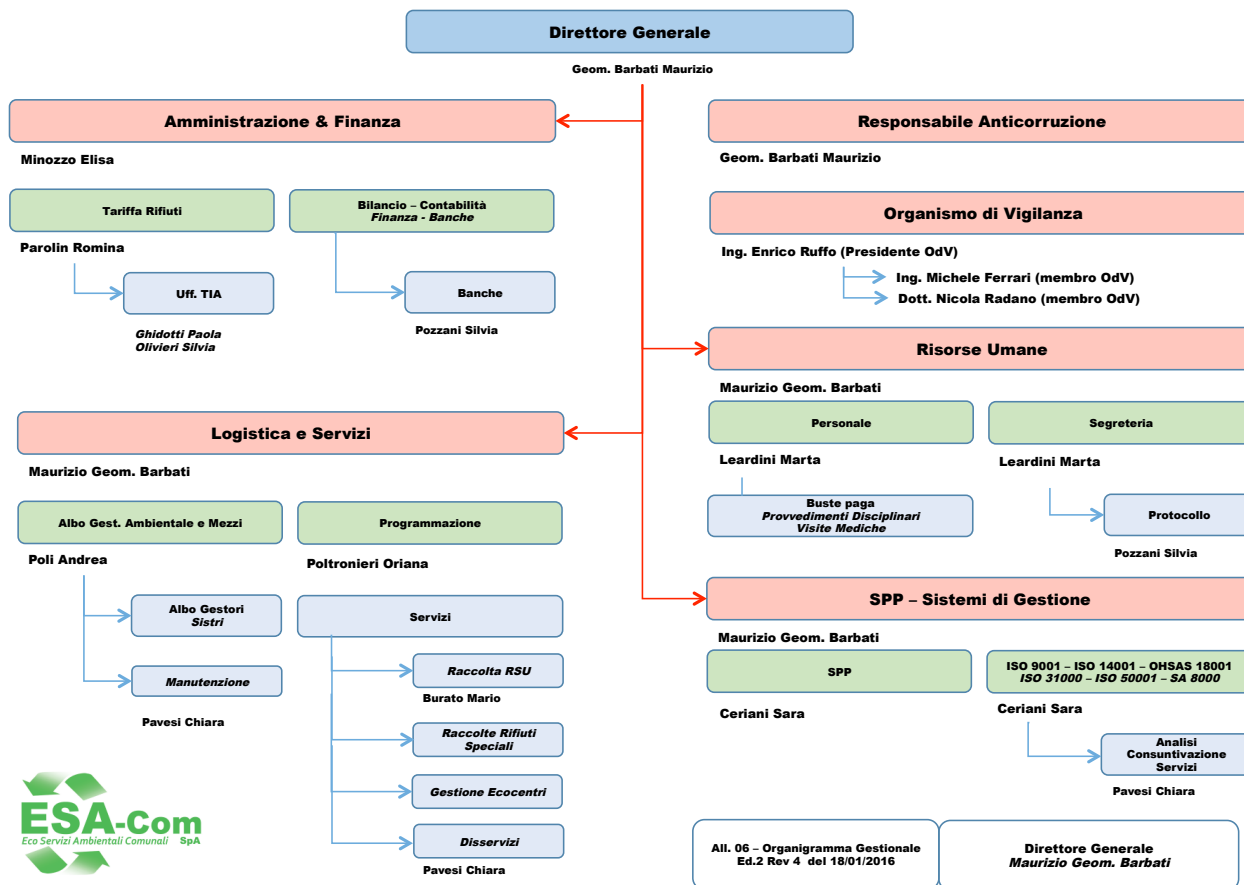 Direttore Generale
Geom. Barbati Maurizio
Amministrazione & Finanza
Minozzo Elisa
Tariffa Rifiuti
Parolin Romina
Uff. TIA
Ghidotti Paola
Olivieri Silvia
Bilancio – Contabilità
Finanza - Banche
Banche
Pozzani Silvia
Responsabile Anticorruzione
Geom. Barbati Maurizio
Organismo di Vigilanza
Ing. Enrico Ruffo (Presidente OdV)
Ing. Michele Ferrari (membro OdV)
Dott. Nicola Radano (membro OdV)
Risorse Umane
Maurizio Geom. Barbati
Personale
Leardini Marta
Buste paga
Provvedimenti Disciplinari
Visite Mediche
Segreteria
Leardini Marta
Protocollo
Pozzani Silvia
Logistica e Servizi
Maurizio Geom. Barbati
Albo Gest. Ambientale e Mezzi
Poli Andrea
Albo Gestori
Sistri
Manutenzione
Pavesi Chiara
Programmazione
Poltronieri Oriana
Servizi
Raccolta RSU
Burato Mario
Raccolte Rifiuti
Speciali
Gestione Ecocentri
Disservizi
Pavesi Chiara
SPP – Sistemi di Gestione
Maurizio Geom. Barbati
SPP
Ceriani Sara
ISO 9001 – ISO 14001 – OHSAS 18001
ISO 31000 – ISO 50001 – SA 8000
Ceriani Sara
Analisi
Consuntivazione
Servizi
Pavesi Chiara
ESA-Com
Eco Servizi Ambientali Comunali SpA
All. 06 – Organigramma Gestionale
Ed.2 Rev 4 del 18/01/2016
Direttore Generale
Maurizio Geom. Barbati